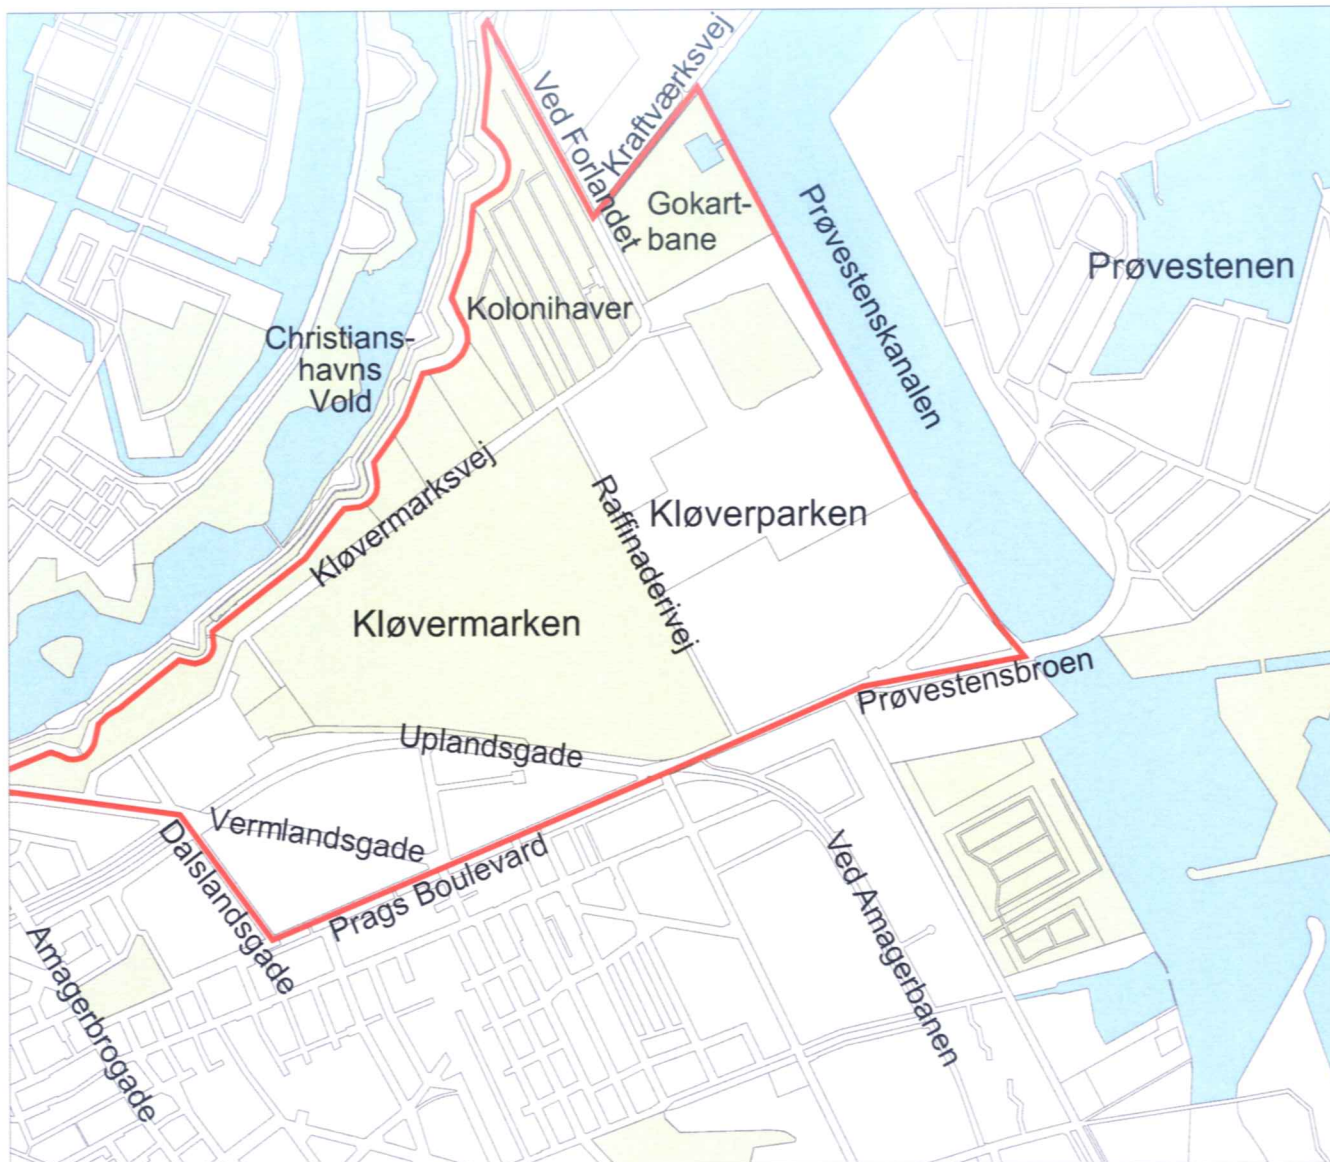 Ved Forlandet
Kraftværksvej
Gokart-
bane
Prøvestenskanalen
Prøvestenen
Kolonihaver
Christians-
havns
Vold
Kløvermarksvej
Raffinaderivej
Kløverparken
Kløvermarken
Prøvestensbroen
Uplandsgade
Vermlandsgade
Dalslandsgade
Prags Boulevard
Ved Amagerbanen
Amagerbrogade